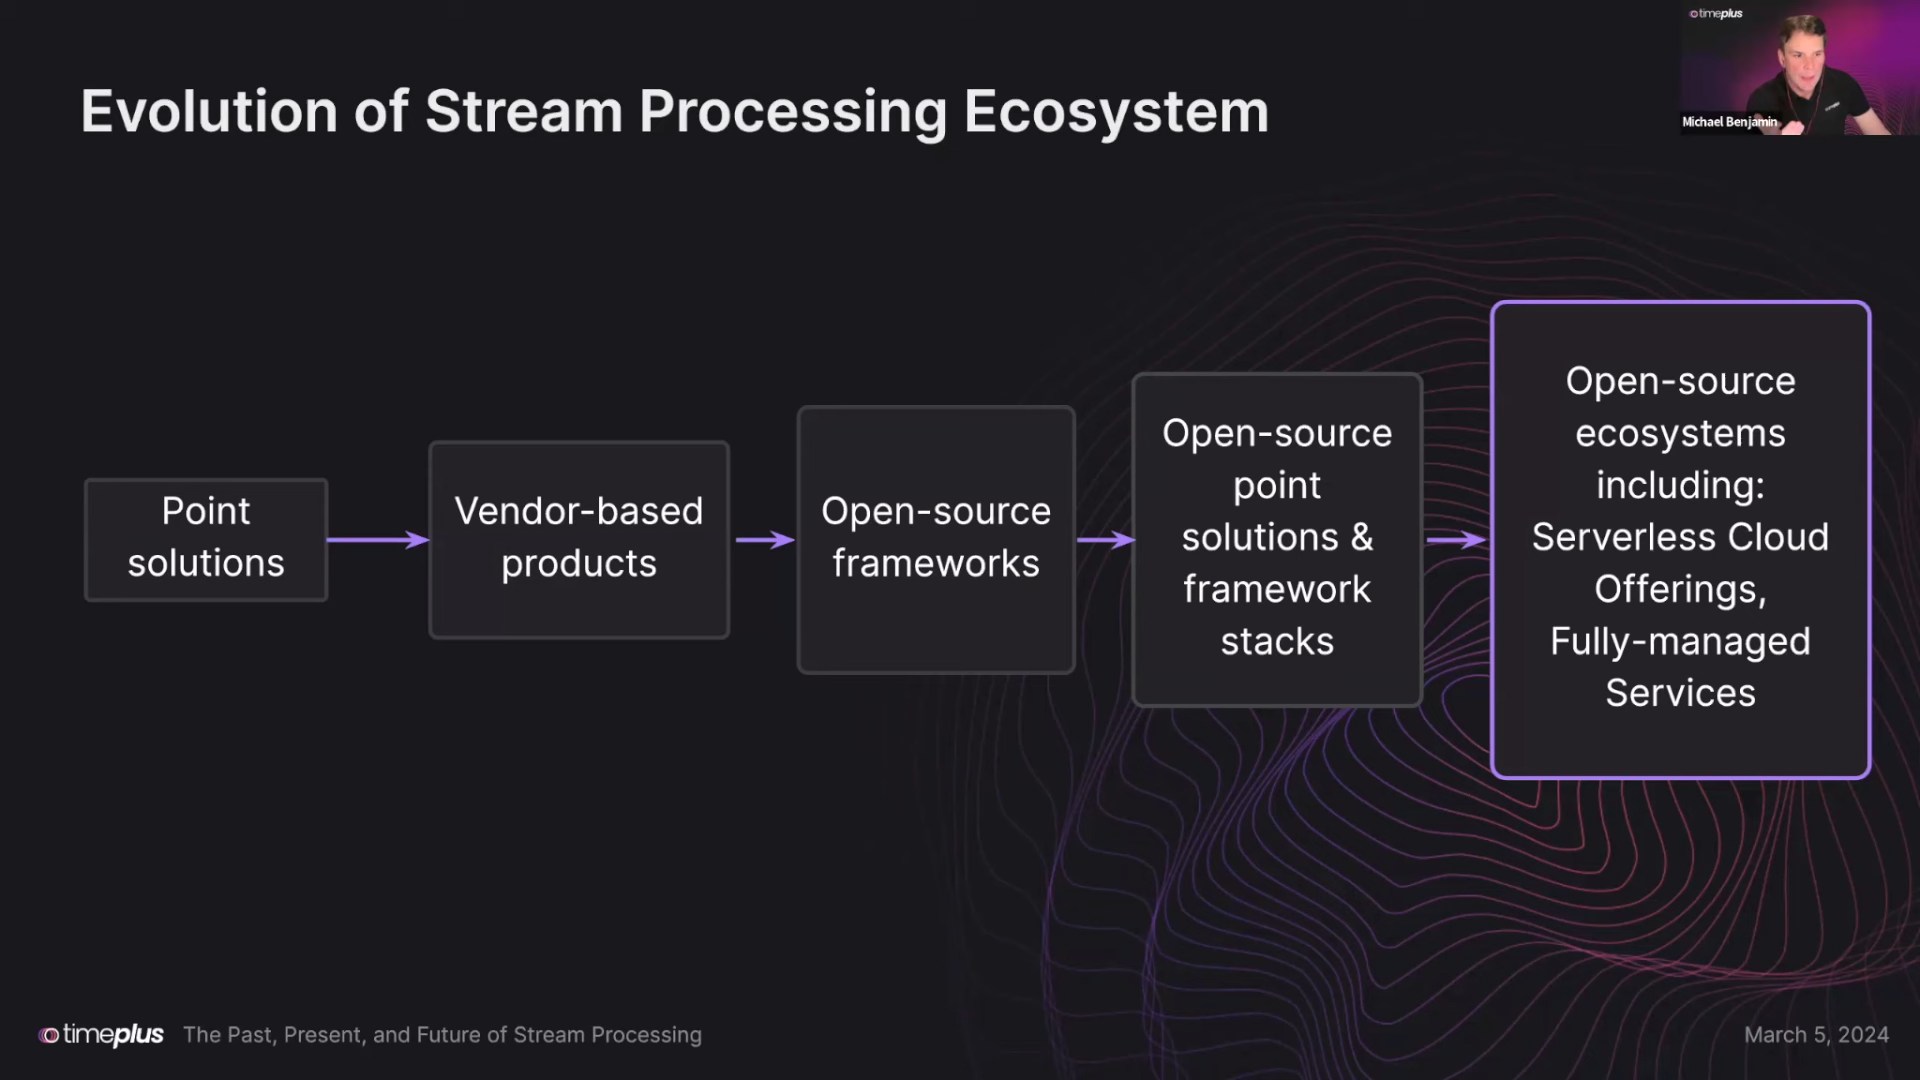 timeplus
Michael Benjamin
Evolution of Stream Processing Ecosystem
Point
solutions
Vendor-based
products
Open-source
frameworks
Open-source
point
solutions &
framework
stacks
Open-source
ecosystems
including:
Serverless Cloud
Offerings,
Fully-managed
Services
timeplus
The Past, Present, and Future of Stream Processing
March 5, 2024